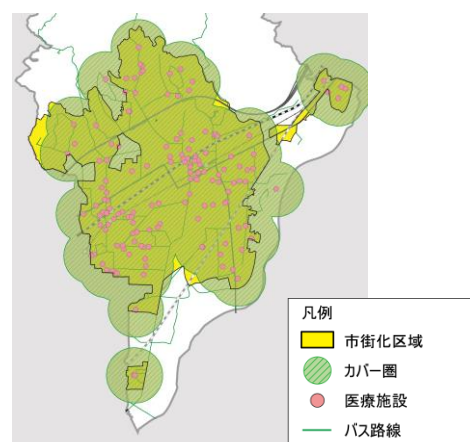 凡例
市街化区域
カバー圏
医療施設
バス路線